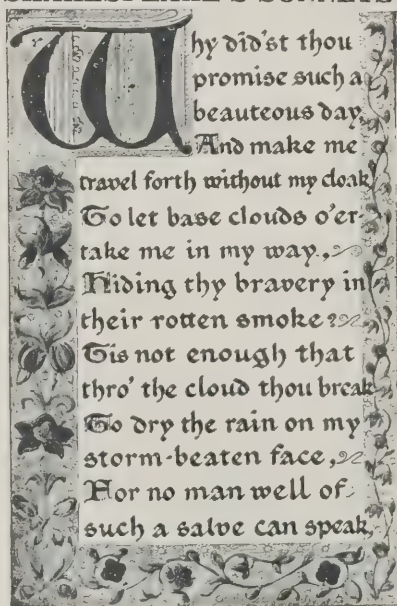 Why did'st thou
promise such a
beauteous day,
And make me
travel forth without my cloak,
To let base clouds o'er-
take me in my way,
Hiding thy bravery in
their rotten smoke?
Tis not enough that
thro' the cloud thou break
To dry the rain on my
storm-beaten face,
For no man well of
such a salve can speak,